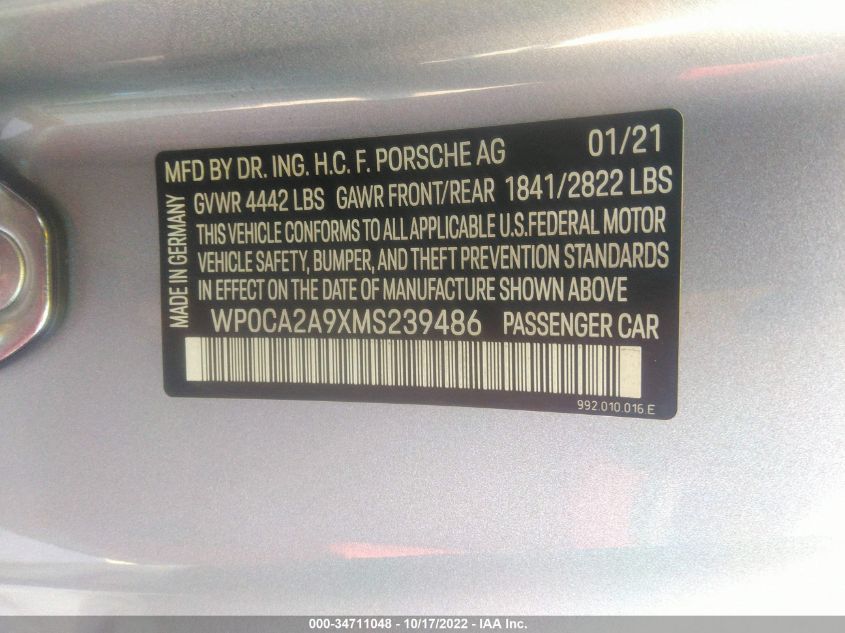 MFD BY DR. ING. H.C. F. PORSCHE AG 01/21
GVWR 4442 LBS GAWR FRONT/REAR 1841/2822 LBS
THIS VEHICLE CONFORMS TO ALL APPLICABLE U.S.FEDERAL MOTOR
VEHICLE SAFETY, BUMPER, AND THEFT PREVENTION STANDARDS
IN EFFECT ON THE DATE OF MANUFACTURE SHOWN ABOVE
MADE IN GERMANY
WP0CA2A9XMS239486 PASSENGER CAR
992.010.016.E
000-34711048 - 10/17/2022 - IAA Inc.